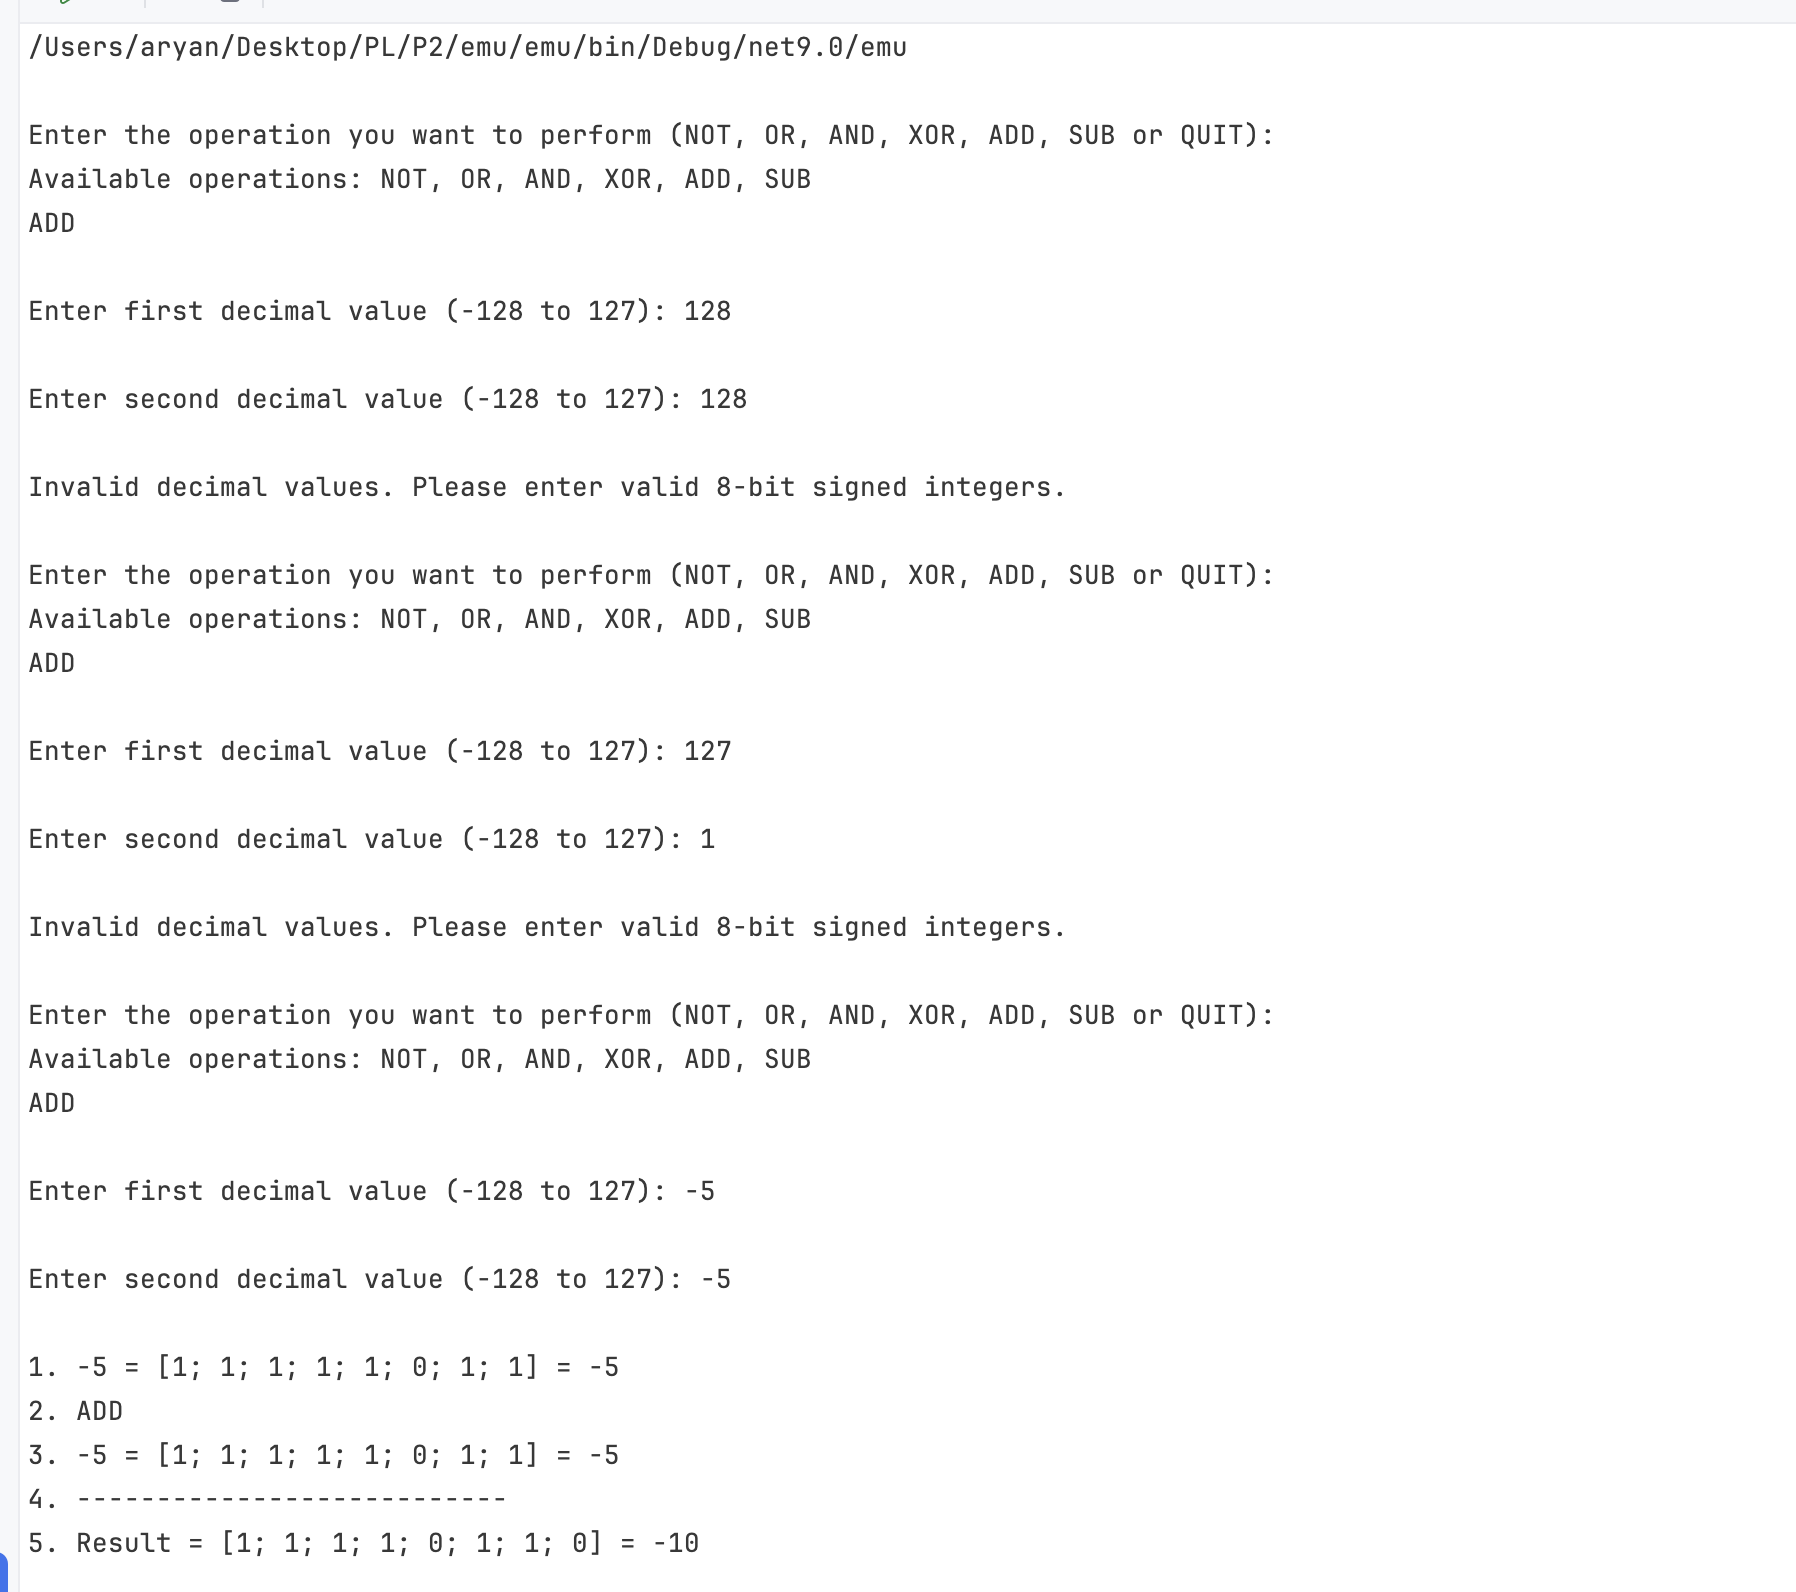 /Users/aryan/Desktop/PL/P2/emu/emu/bin/Debug/net9.0/emu
Enter the operation you want to perform (NOT, OR, AND, XOR, ADD, SUB or QUIT):
Available operations: NOT, OR, AND, XOR, ADD, SUB
ADD
Enter first decimal value (-128 to 127): 128
Enter second decimal value (-128 to 127): 128
Invalid decimal values. Please enter valid 8-bit signed integers.
Enter the operation you want to perform (NOT, OR, AND, XOR, ADD, SUB or QUIT):
Available operations: NOT, OR, AND, XOR, ADD, SUB
ADD
Enter first decimal value (-128 to 127): 127
Enter second decimal value (-128 to 127): 1
Invalid decimal values. Please enter valid 8-bit signed integers.
Enter the operation you want to perform (NOT, OR, AND, XOR, ADD, SUB or QUIT):
Available operations: NOT, OR, AND, XOR, ADD, SUB
ADD
Enter first decimal value (-128 to 127): -5
Enter second decimal value (-128 to 127): -5
1. -5 = [1; 1; 1; 1; 1; 0; 1; 1] = -5
2. ADD
3. -5 = [1; 1; 1; 1; 1; 0; 1; 1] = -5
4. ---------------------------
5. Result = [1; 1; 1; 1; 0; 1; 1; 0] = -10